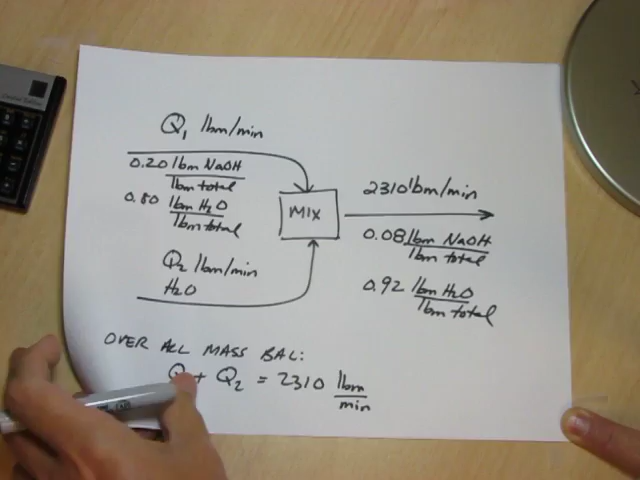 Q₁ lbm/min
0.20 lbm NaOH
lbm total
0.80 lbm H₂O
lbm total
MIX
2310 lbm/min
0.08 lbm NaOH
lbm total
0.92 lbm H₂O
lbm total
Q₂ lbm/min
H₂O
OVER ALL MASS BAL:
Q + Q₂ = 2310 lbm
min